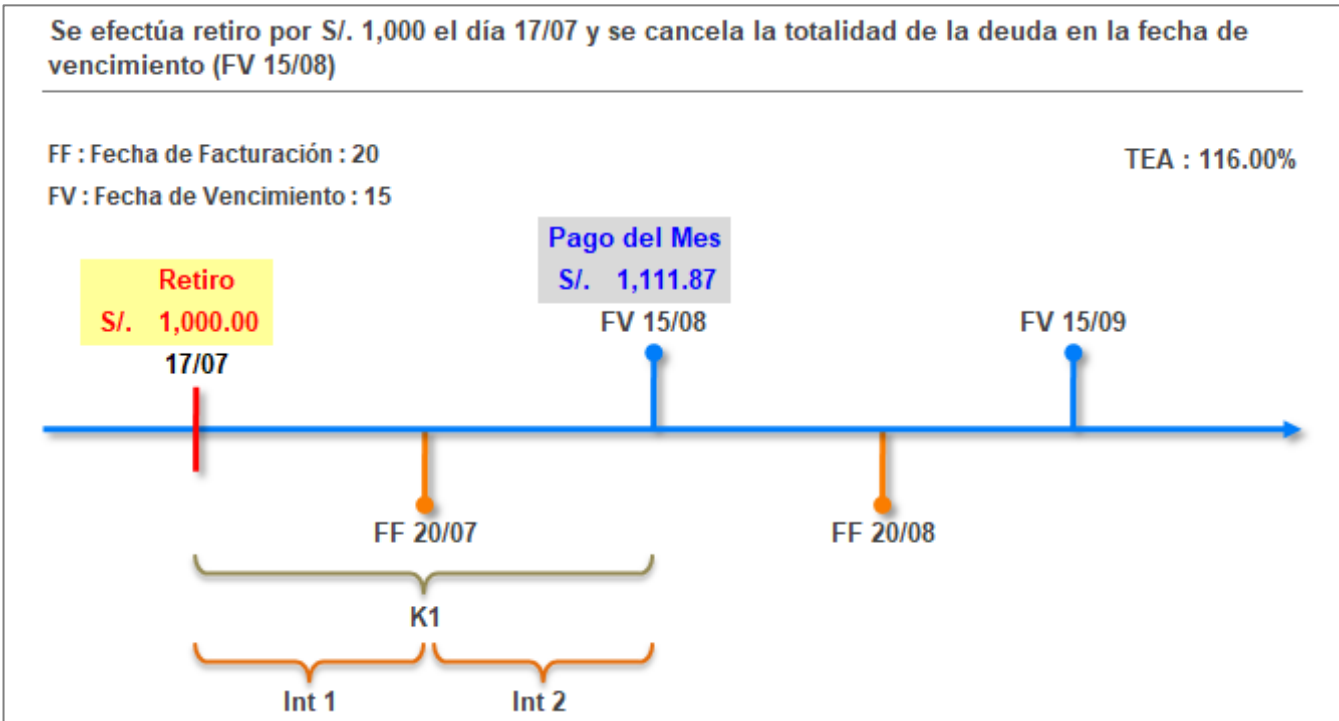 Se efectúa retiro por S/. 1,000 el día 17/07 y se cancela la totalidad de la deuda en la fecha de
vencimiento (FV 15/08)
FF : Fecha de Facturación : 20
TEA : 116.00%
FV : Fecha de Vencimiento : 15
Pago del Mes
S/. 1,111.87
Retiro
S/. 1,000.00
17/07
FV 15/08
FV 15/09
FF 20/07
FF 20/08
K1
Int 1
Int 2